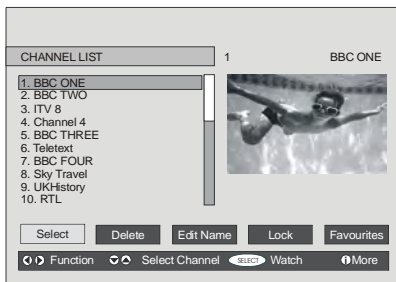 CHANNEL LIST
1 BBC ONE
1. BBC ONE
2. BBC TWO
3. ITV 8
4. Channel 4
5. BBC THREE
6. Teletext
7. BBC FOUR
8. Sky Travel
9. UKHistory
10. RTL
Select Delete Edit Name Lock Favourites
Function Select Channel SELECT Watch i More